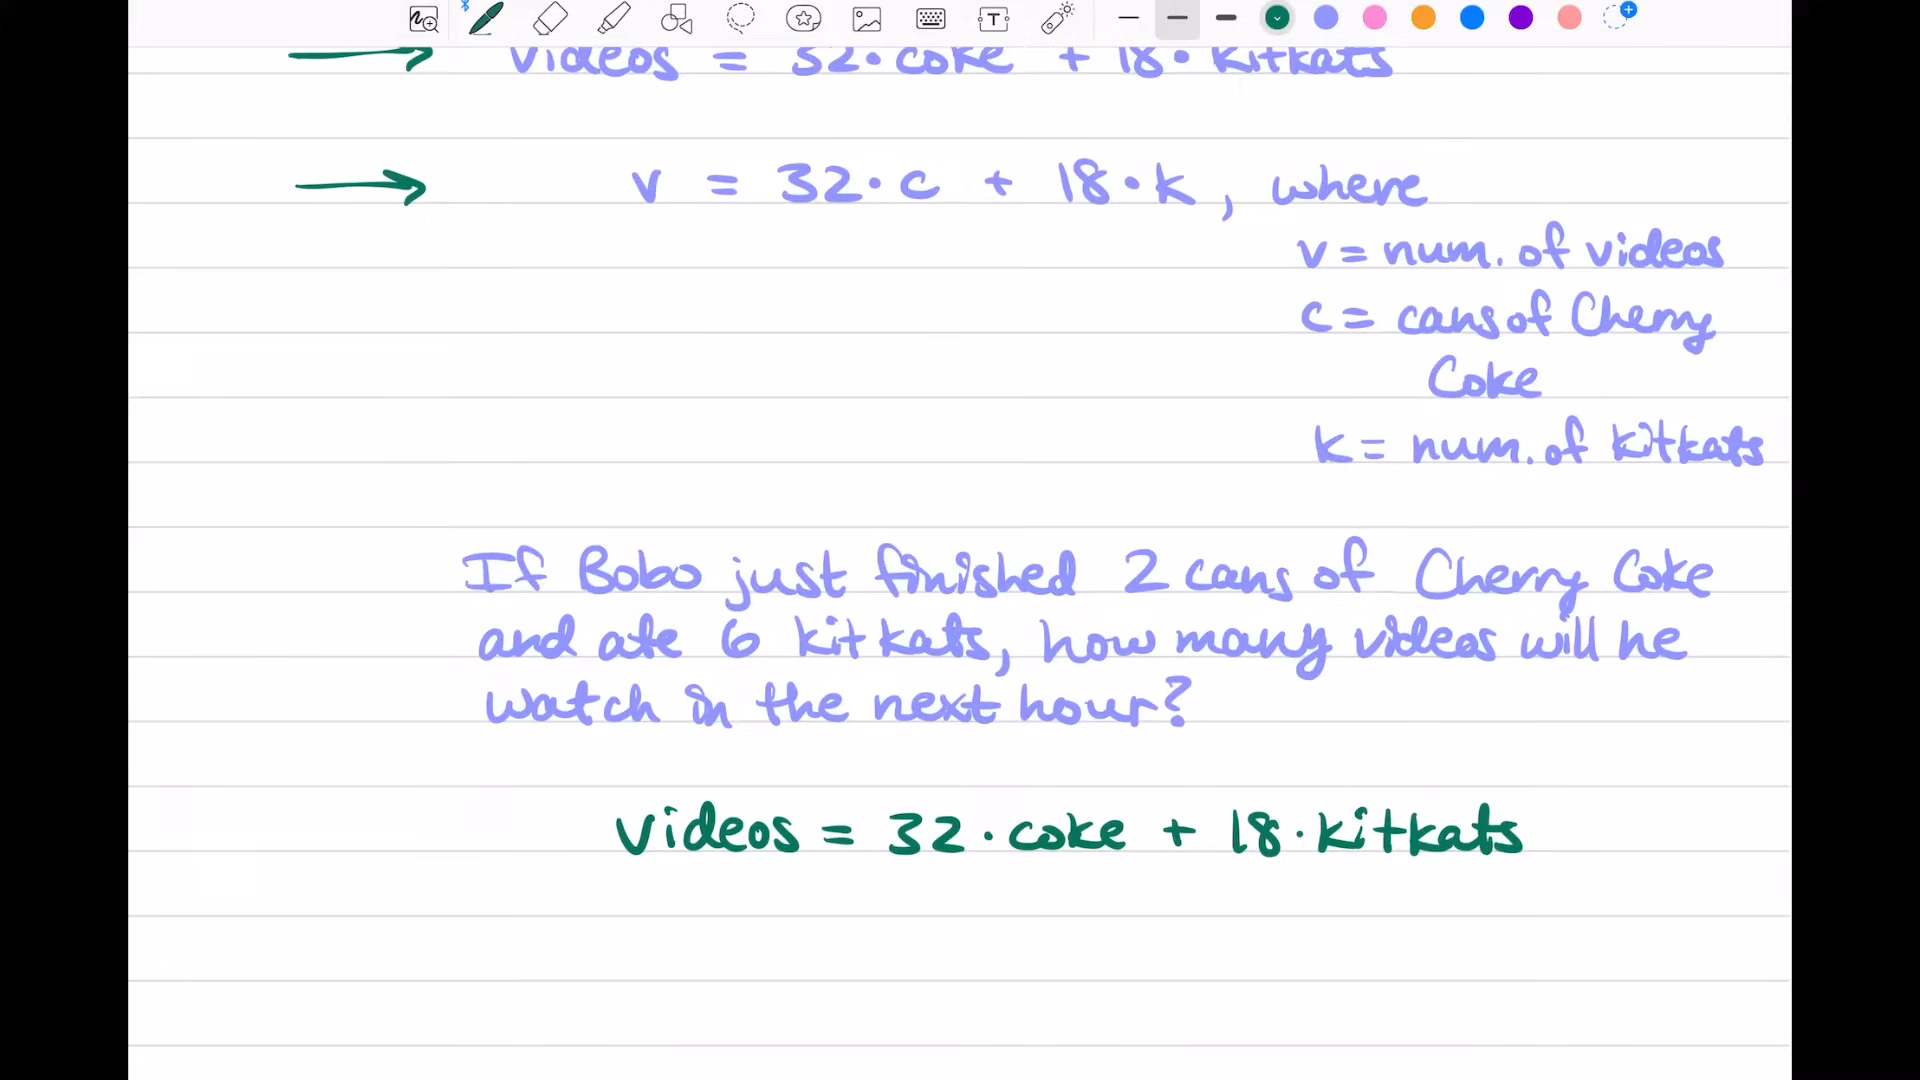 videos = 32·coke + 18·kitkats
v = 32·c + 18·k, where
v = num. of videos
c = cans of Cherry
Coke
k = num. of kitkats
If Bobo just finished 2 cans of Cherry Coke
and ate 6 kitkats, how many videos will he
watch in the next hour?
videos = 32·coke + 18·kitkats